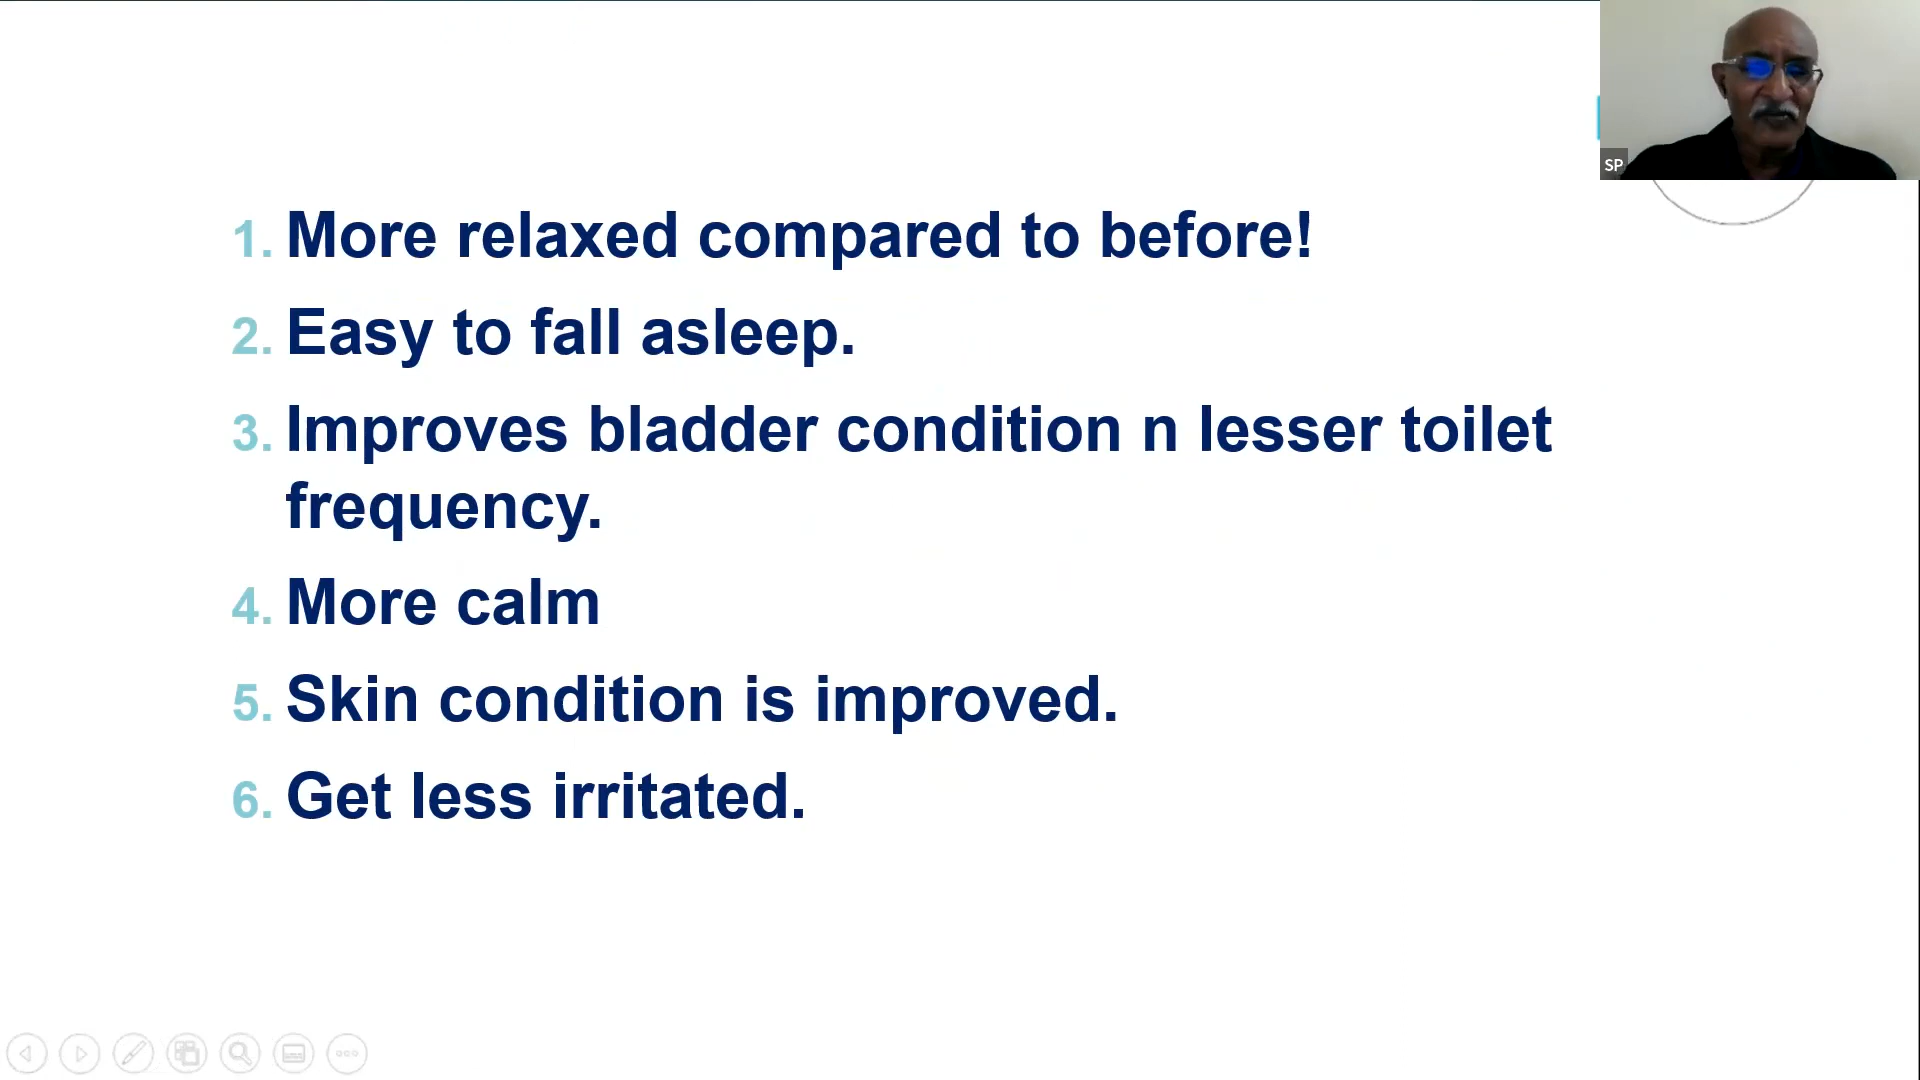 SP
1. More relaxed compared to before!
2. Easy to fall asleep.
3. Improves bladder condition n lesser toilet
frequency.
4. More calm
5. Skin condition is improved.
6. Get less irritated.